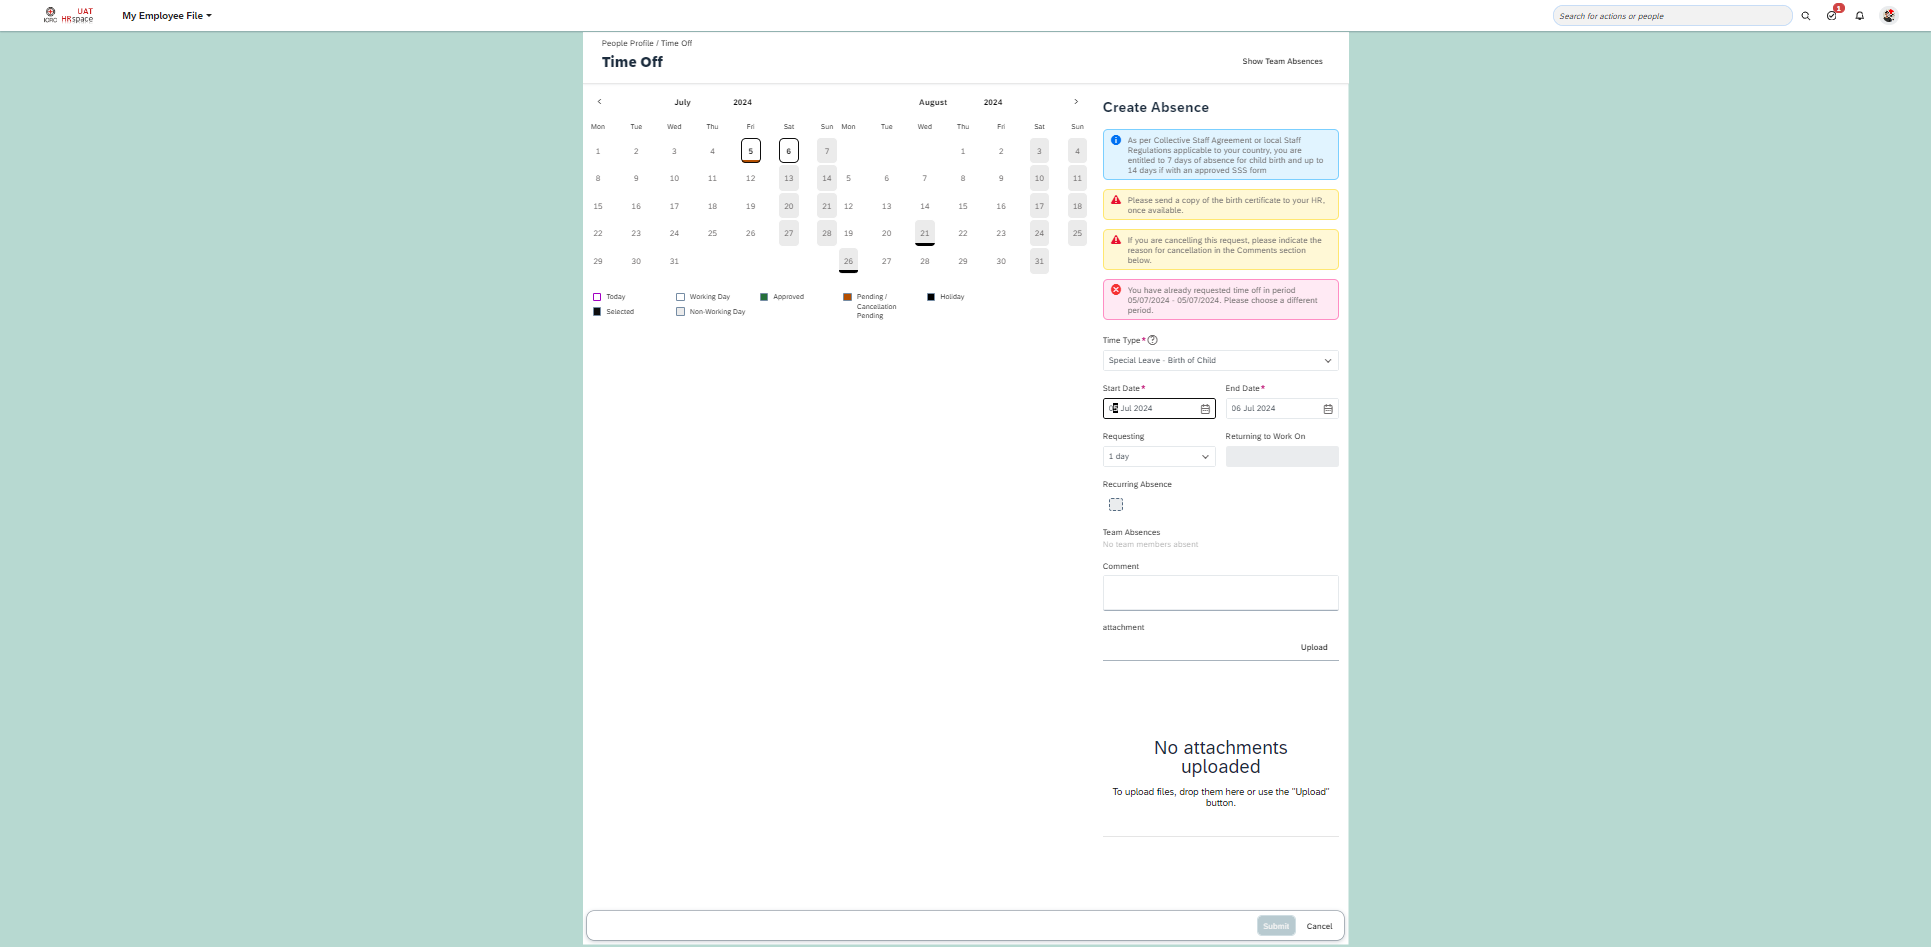 ICRC
UAT
HRspace
My Employee File
Search for actions or people
1
People Profile / Time Off
Time Off
Show Team Absences
July 2024
Mon Tue Wed Thu Fri Sat Sun
1 2 3 4 5 6 7
8 9 10 11 12 13 14
15 16 17 18 19 20 21
22 23 24 25 26 27 28
29 30 31
August 2024
Mon Tue Wed Thu Fri Sat Sun
1 2 3 4
5 6 7 8 9 10 11
12 13 14 15 16 17 18
19 20 21 22 23 24 25
26 27 28 29 30 31
Today
Working Day
Approved
Pending /
Cancellation
Pending
Holiday
Selected
Non-Working Day
Create Absence
As per Collective Staff Agreement or local Staff
Regulations applicable to your country, you are
entitled to 7 days of absence for child birth and up to
14 days if with an approved SSS form
Please send a copy of the birth certificate to your HR,
once available.
If you are cancelling this request, please indicate the
reason for cancellation in the Comments section
below.
You have already requested time off in period
05/07/2024 - 05/07/2024. Please choose a different
period.
Time Type*
Special Leave - Birth of Child
Start Date* End Date*
05 Jul 2024 06 Jul 2024
Requesting Returning to Work On
1 day
Recurring Absence
Team Absences
No team members absent
Comment
attachment
Upload
No attachments
uploaded
To upload files, drop them here or use the "Upload"
button.
Submit Cancel